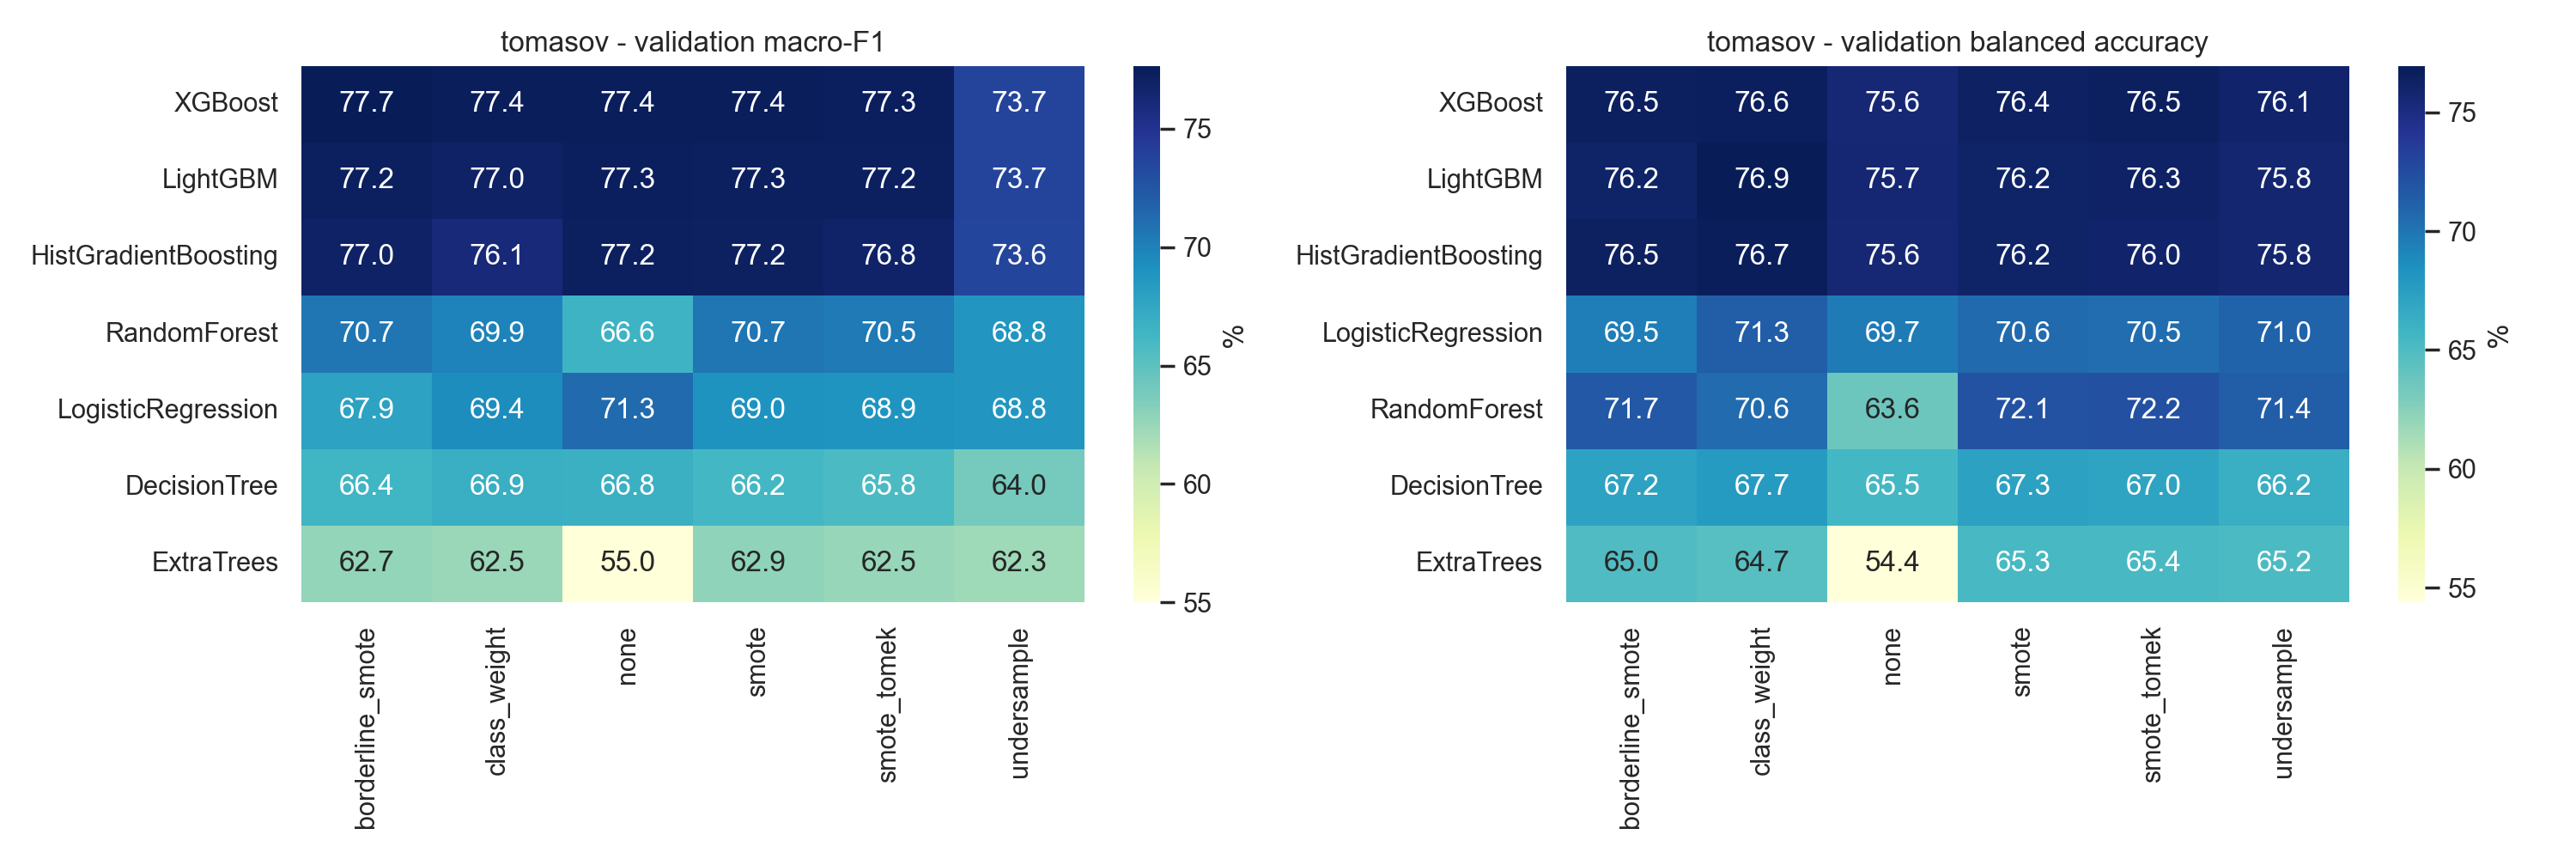 tomasov - validation macro-F1
XGBoost 77.7 77.4 77.4 77.4 77.3 73.7
LightGBM 77.2 77.0 77.3 77.3 77.2 73.7
HistGradientBoosting 77.0 76.1 77.2 77.2 76.8 73.6
RandomForest 70.7 69.9 66.6 70.7 70.5 68.8
LogisticRegression 67.9 69.4 71.3 69.0 68.9 68.8
DecisionTree 66.4 66.9 66.8 66.2 65.8 64.0
ExtraTrees 62.7 62.5 55.0 62.9 62.5 62.3
borderline_smote
class_weight
none
smote
smote_tomek
undersample
75
70
65
60
55
%
tomasov - validation balanced accuracy
XGBoost 76.5 76.6 75.6 76.4 76.5 76.1
LightGBM 76.2 76.9 75.7 76.2 76.3 75.8
HistGradientBoosting 76.5 76.7 75.6 76.2 76.0 75.8
LogisticRegression 69.5 71.3 69.7 70.6 70.5 71.0
RandomForest 71.7 70.6 63.6 72.1 72.2 71.4
DecisionTree 67.2 67.7 65.5 67.3 67.0 66.2
ExtraTrees 65.0 64.7 54.4 65.3 65.4 65.2
borderline_smote
class_weight
none
smote
smote_tomek
undersample
75
70
65
60
55
%